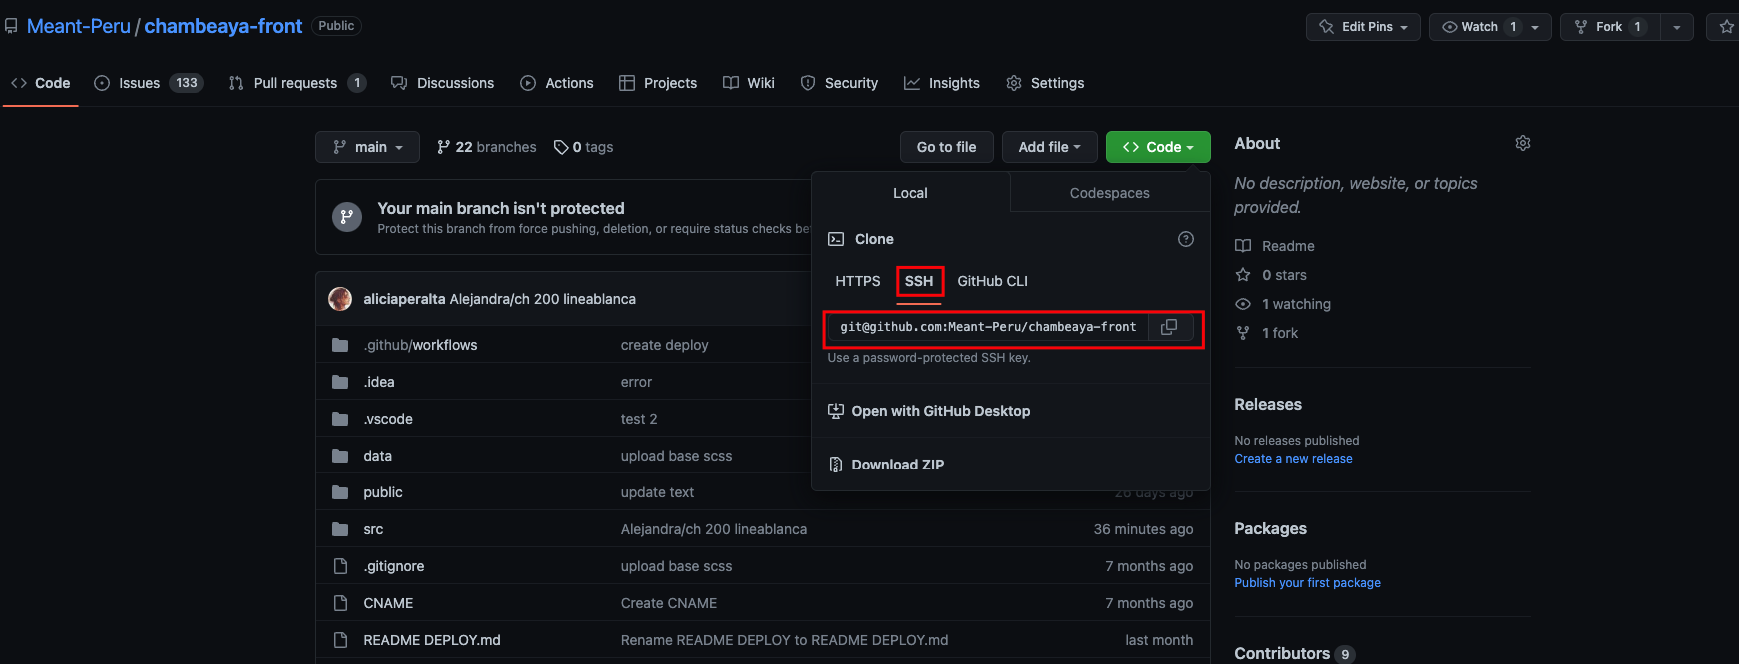 Meant-Peru / chambeaya-front Public
Edit Pins Watch 1 Fork 1
Code Issues 133 Pull requests 1 Discussions Actions Projects Wiki Security Insights Settings
main 22 branches 0 tags Go to file Add file Code
Your main branch isn't protected
Protect this branch from force pushing, deletion, or require status checks be
aliciaperalta Alejandra/ch 200 lineablanca
.github/workflows create deploy
.idea error
.vscode test 2
data upload base scss
public update text 26 days ago
src Alejandra/ch 200 lineablanca 36 minutes ago
.gitignore upload base scss 7 months ago
CNAME Create CNAME 7 months ago
README DEPLOY.md Rename README DEPLOY to README DEPLOY.md last month
Local Codespaces
Clone
HTTPS SSH GitHub CLI
git@github.com:Meant-Peru/chambeaya-front
Use a password-protected SSH key.
Open with GitHub Desktop
Download ZIP
About
No description, website, or topics
provided.
Readme
0 stars
1 watching
1 fork
Releases
No releases published
Create a new release
Packages
No packages published
Publish your first package
Contributors 9